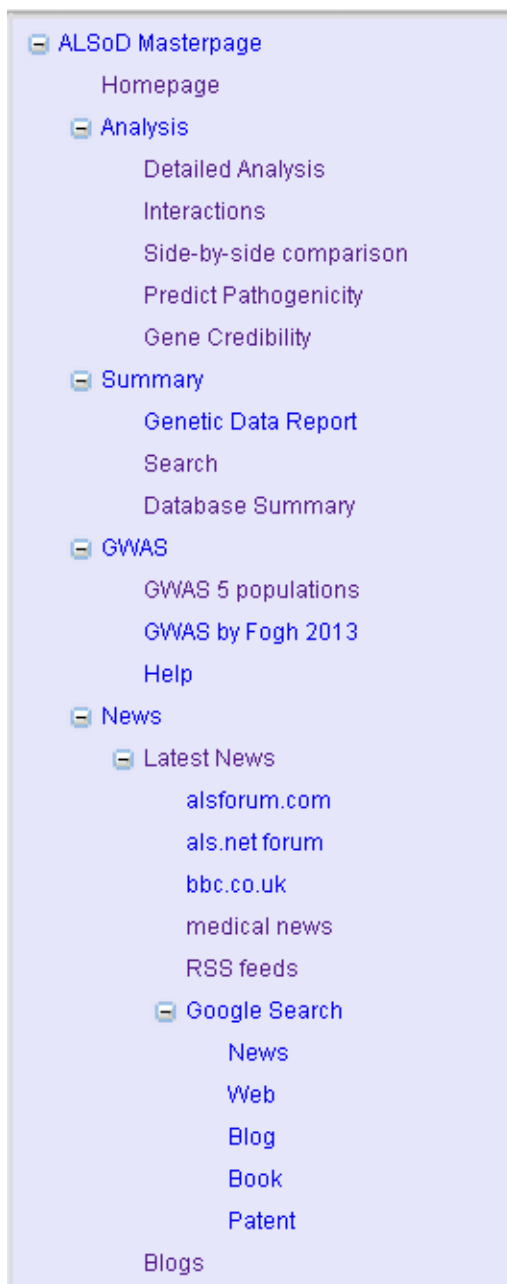 ALSoD Masterpage
Homepage
Analysis
Detailed Analysis
Interactions
Side-by-side comparison
Predict Pathogenicity
Gene Credibility
Summary
Genetic Data Report
Search
Database Summary
GWAS
GWAS 5 populations
GWAS by Fogh 2013
Help
News
Latest News
alsforum.com
als.net forum
bbc.co.uk
medical news
RSS feeds
Google Search
News
Web
Blog
Book
Patent
Blogs